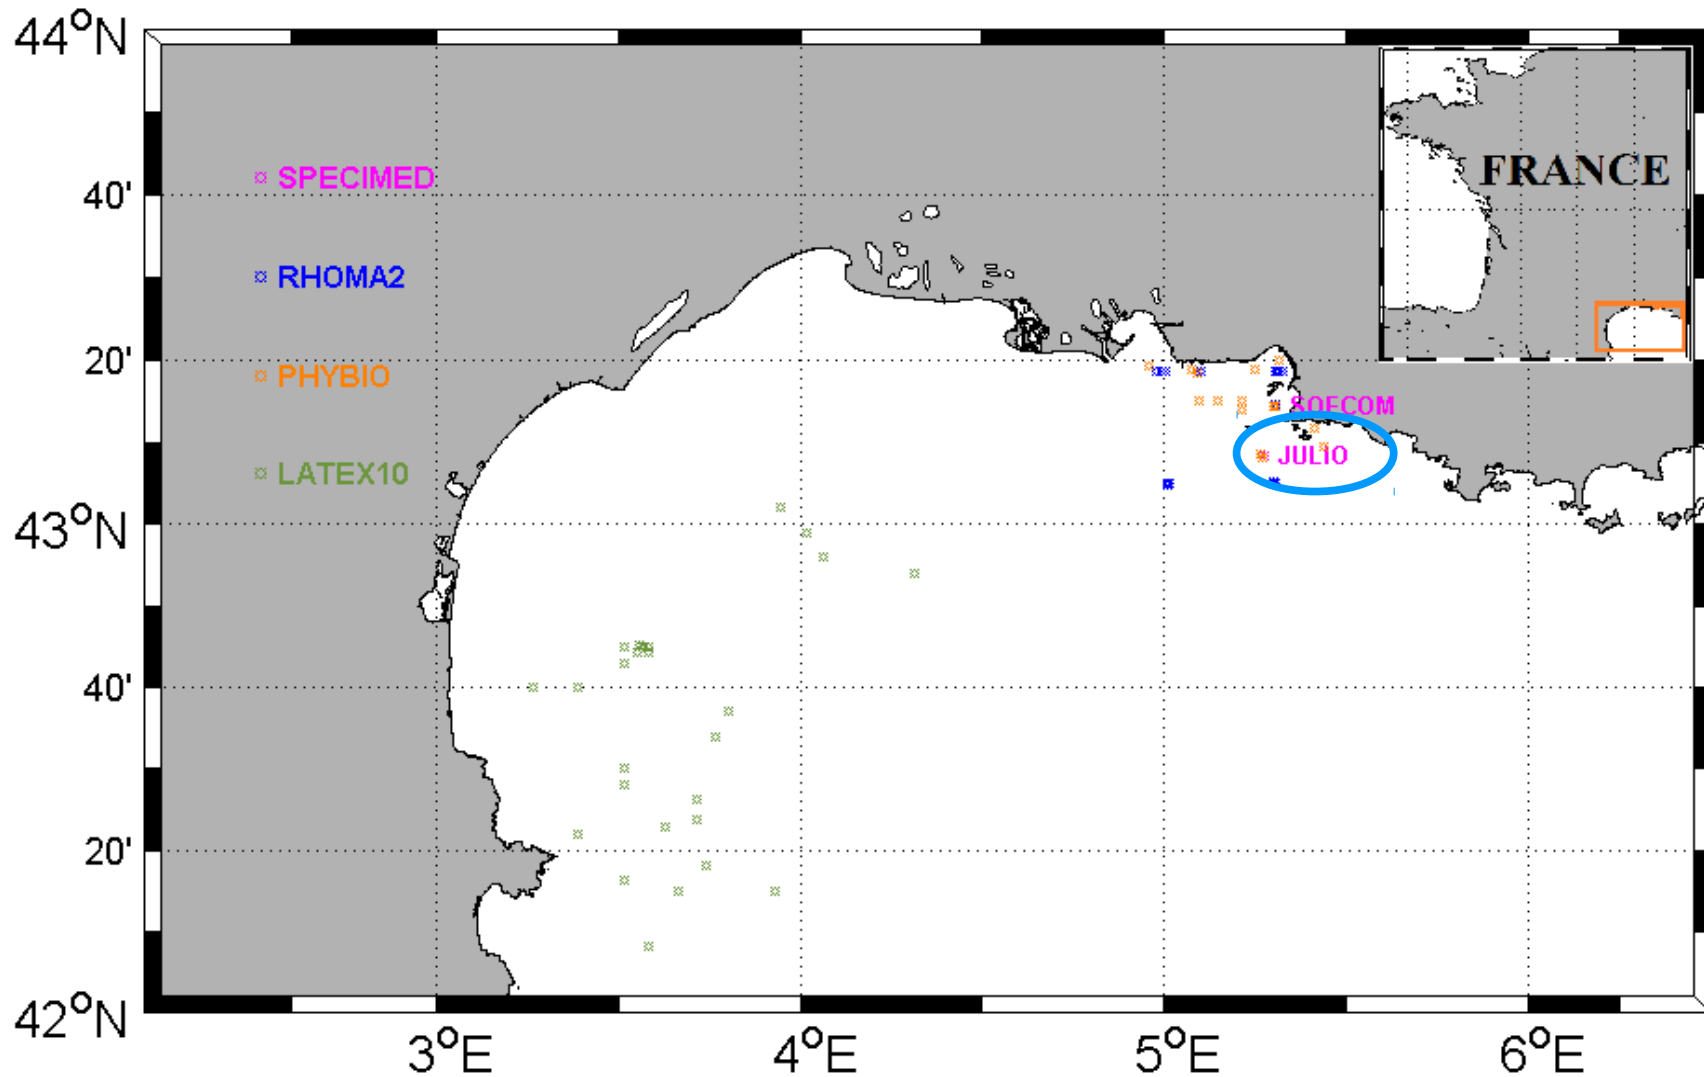 44°N
SPECIMED
FRANCE
40'
RHOMA2
20'
PHYBIO
SOFCOM
JULIO
LATEX10
43°N
40'
20'
42°N
3°E
4°E
5°E
6°E